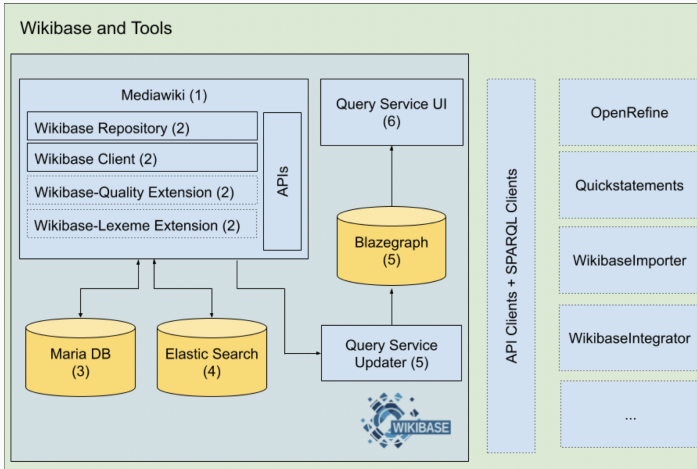 Wikibase and Tools
Mediawiki (1)
Wikibase Repository (2)
Wikibase Client (2)
Wikibase-Quality Extension (2)
Wikibase-Lexeme Extension (2)
APIs
Query Service UI
(6)
Blazegraph
(5)
Maria DB
(3)
Elastic Search
(4)
Query Service
Updater (5)
WIKIBASE
API Clients + SPARQL Clients
OpenRefine
Quickstatements
WikibaseImporter
WikibaseIntegrator
...